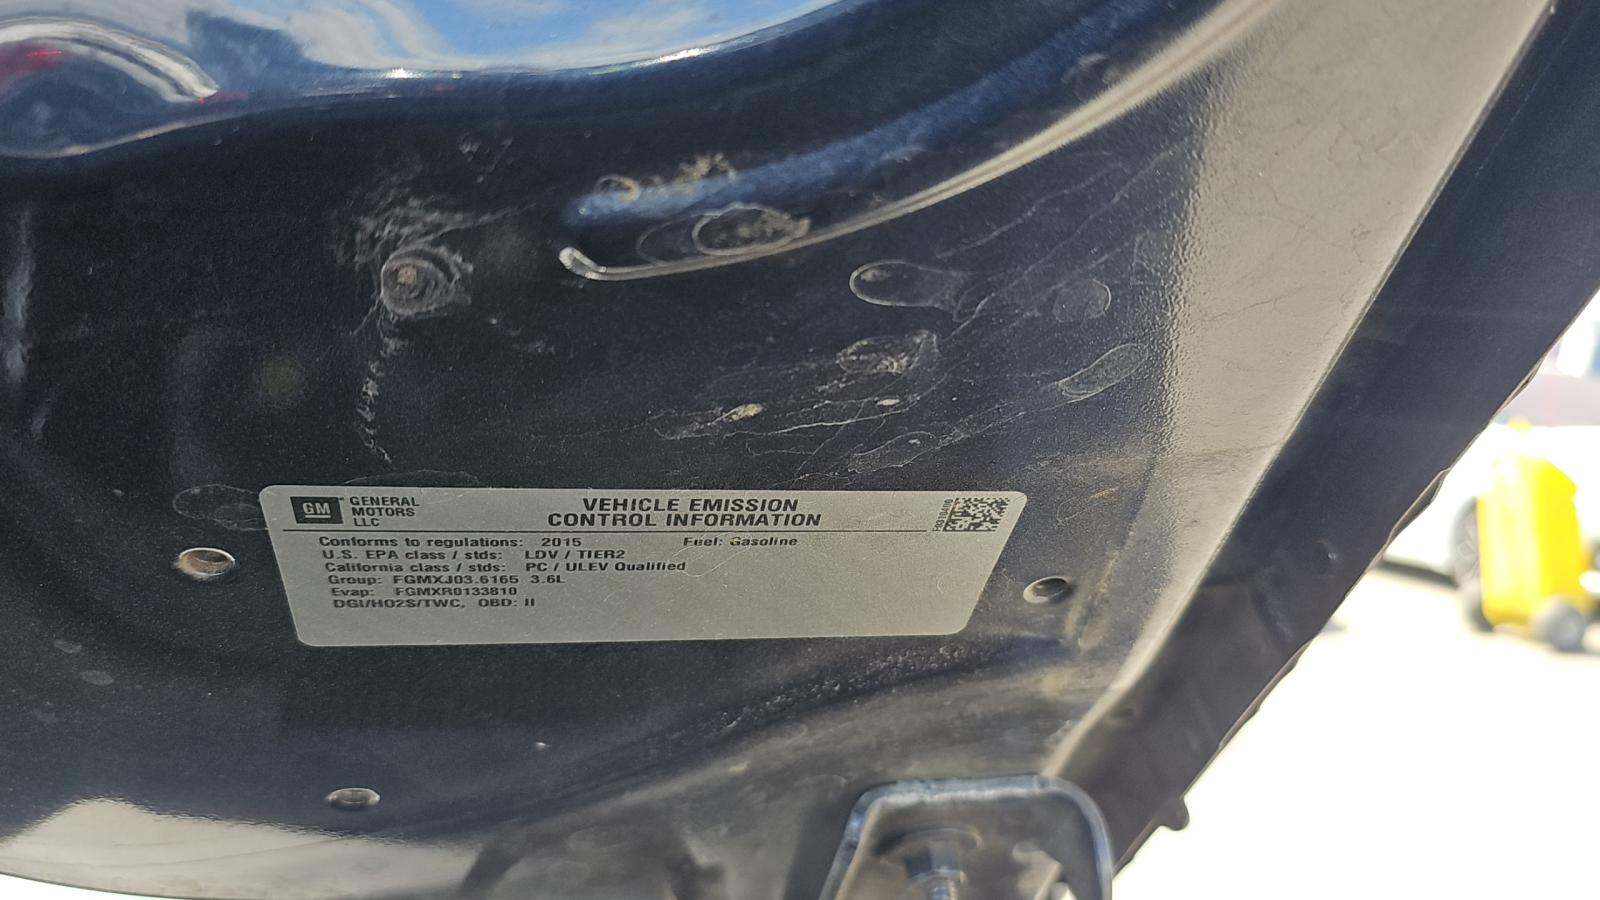 GM GENERAL MOTORS LLC
VEHICLE EMISSION
CONTROL INFORMATION
Conforms to regulations: 2015 Fuel: Gasoline
U.S. EPA class / stds: LDV / TIER2
California class / stds: PC / ULEV Qualified
Group: FGMXJ03.6165 3.6L
Evap: FGMXR0133810
DGI/HO2S/TWC, OBD: II